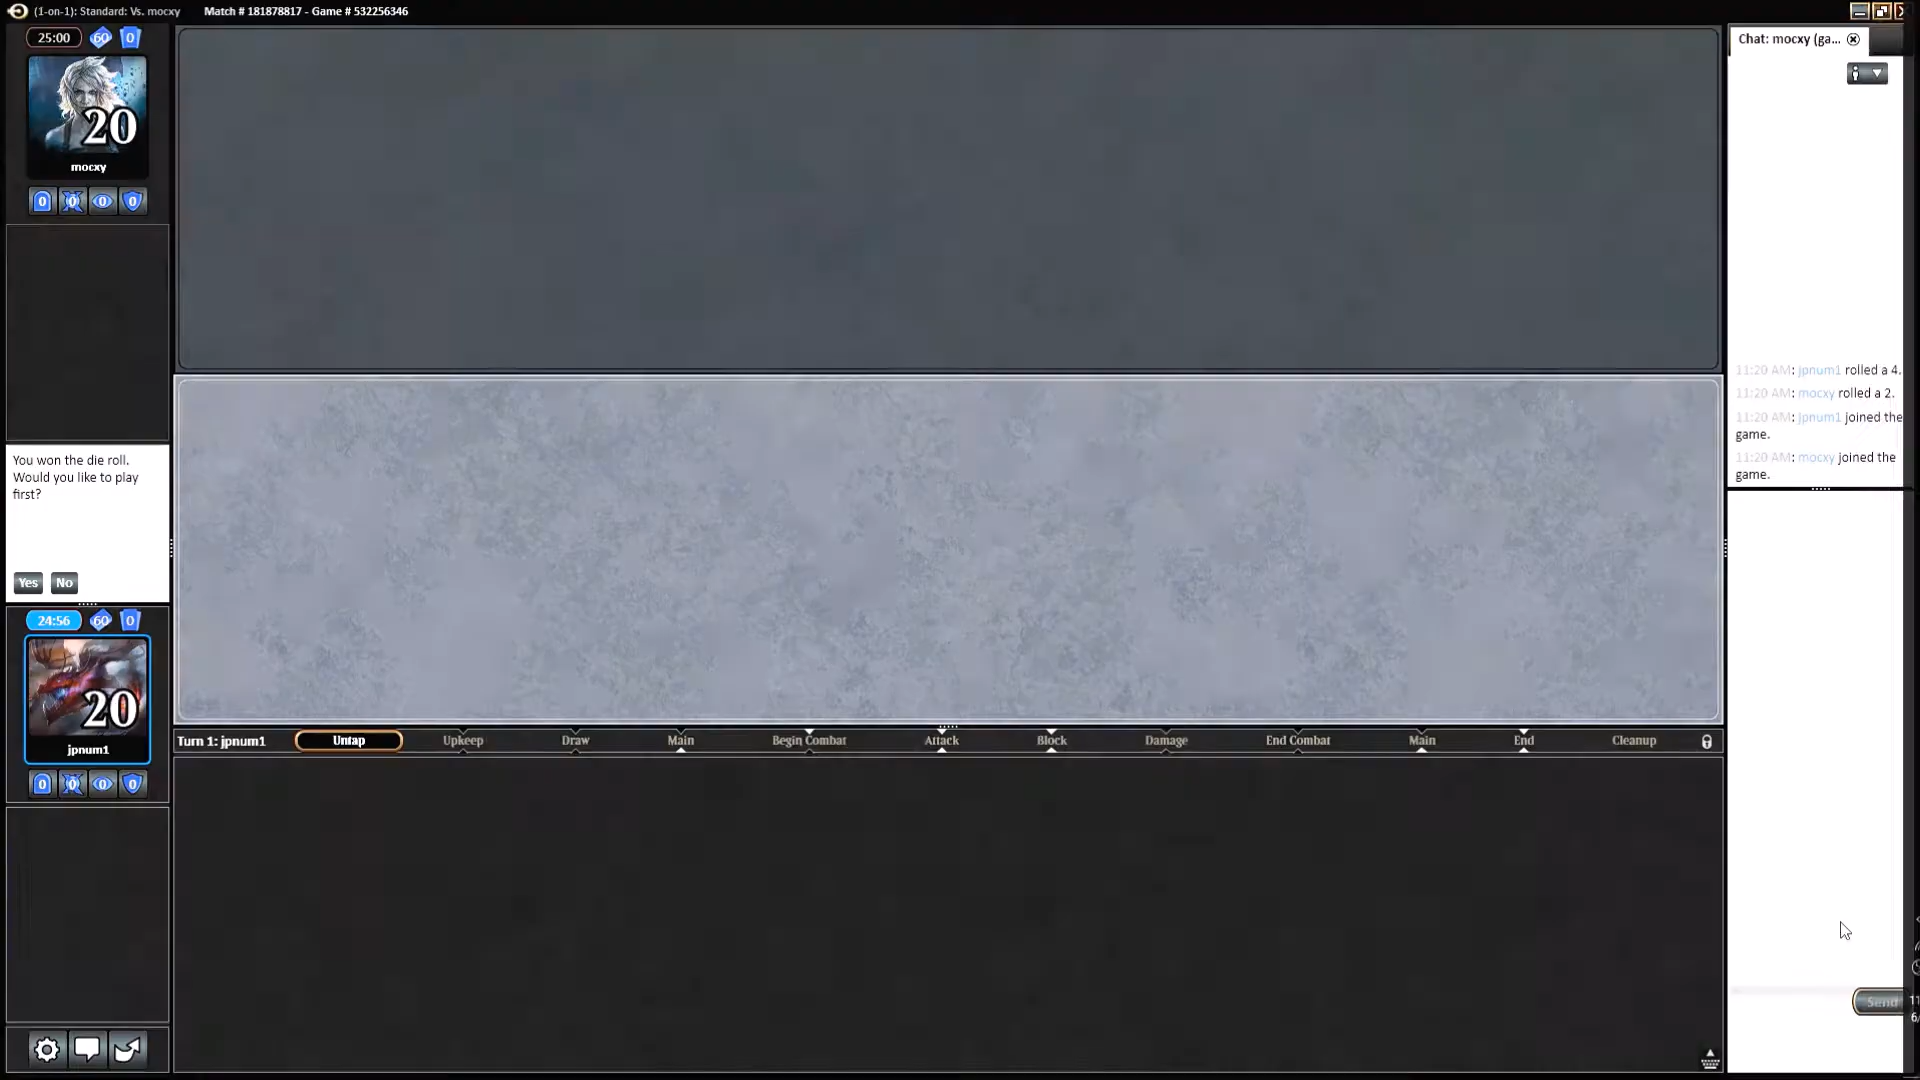 (1-on-1): Standard: Vs. mocxy
Match # 181878817 - Game # 532256346
25:00
60
0
20
mocxy
0
0
0
0
You won the die roll.
Would you like to play
first?
Yes
No
24:56
60
0
20
jpnum1
0
0
0
0
Turn 1: jpnum1
Untap
Upkeep
Draw
Main
Begin Combat
Attack
Block
Damage
End Combat
Main
End
Cleanup
Chat: mocxy (ga...
11:20 AM: jpnum1 rolled a 4.
11:20 AM: mocxy rolled a 2.
11:20 AM: jpnum1 joined the
game.
11:20 AM: mocxy joined the
game.
Send